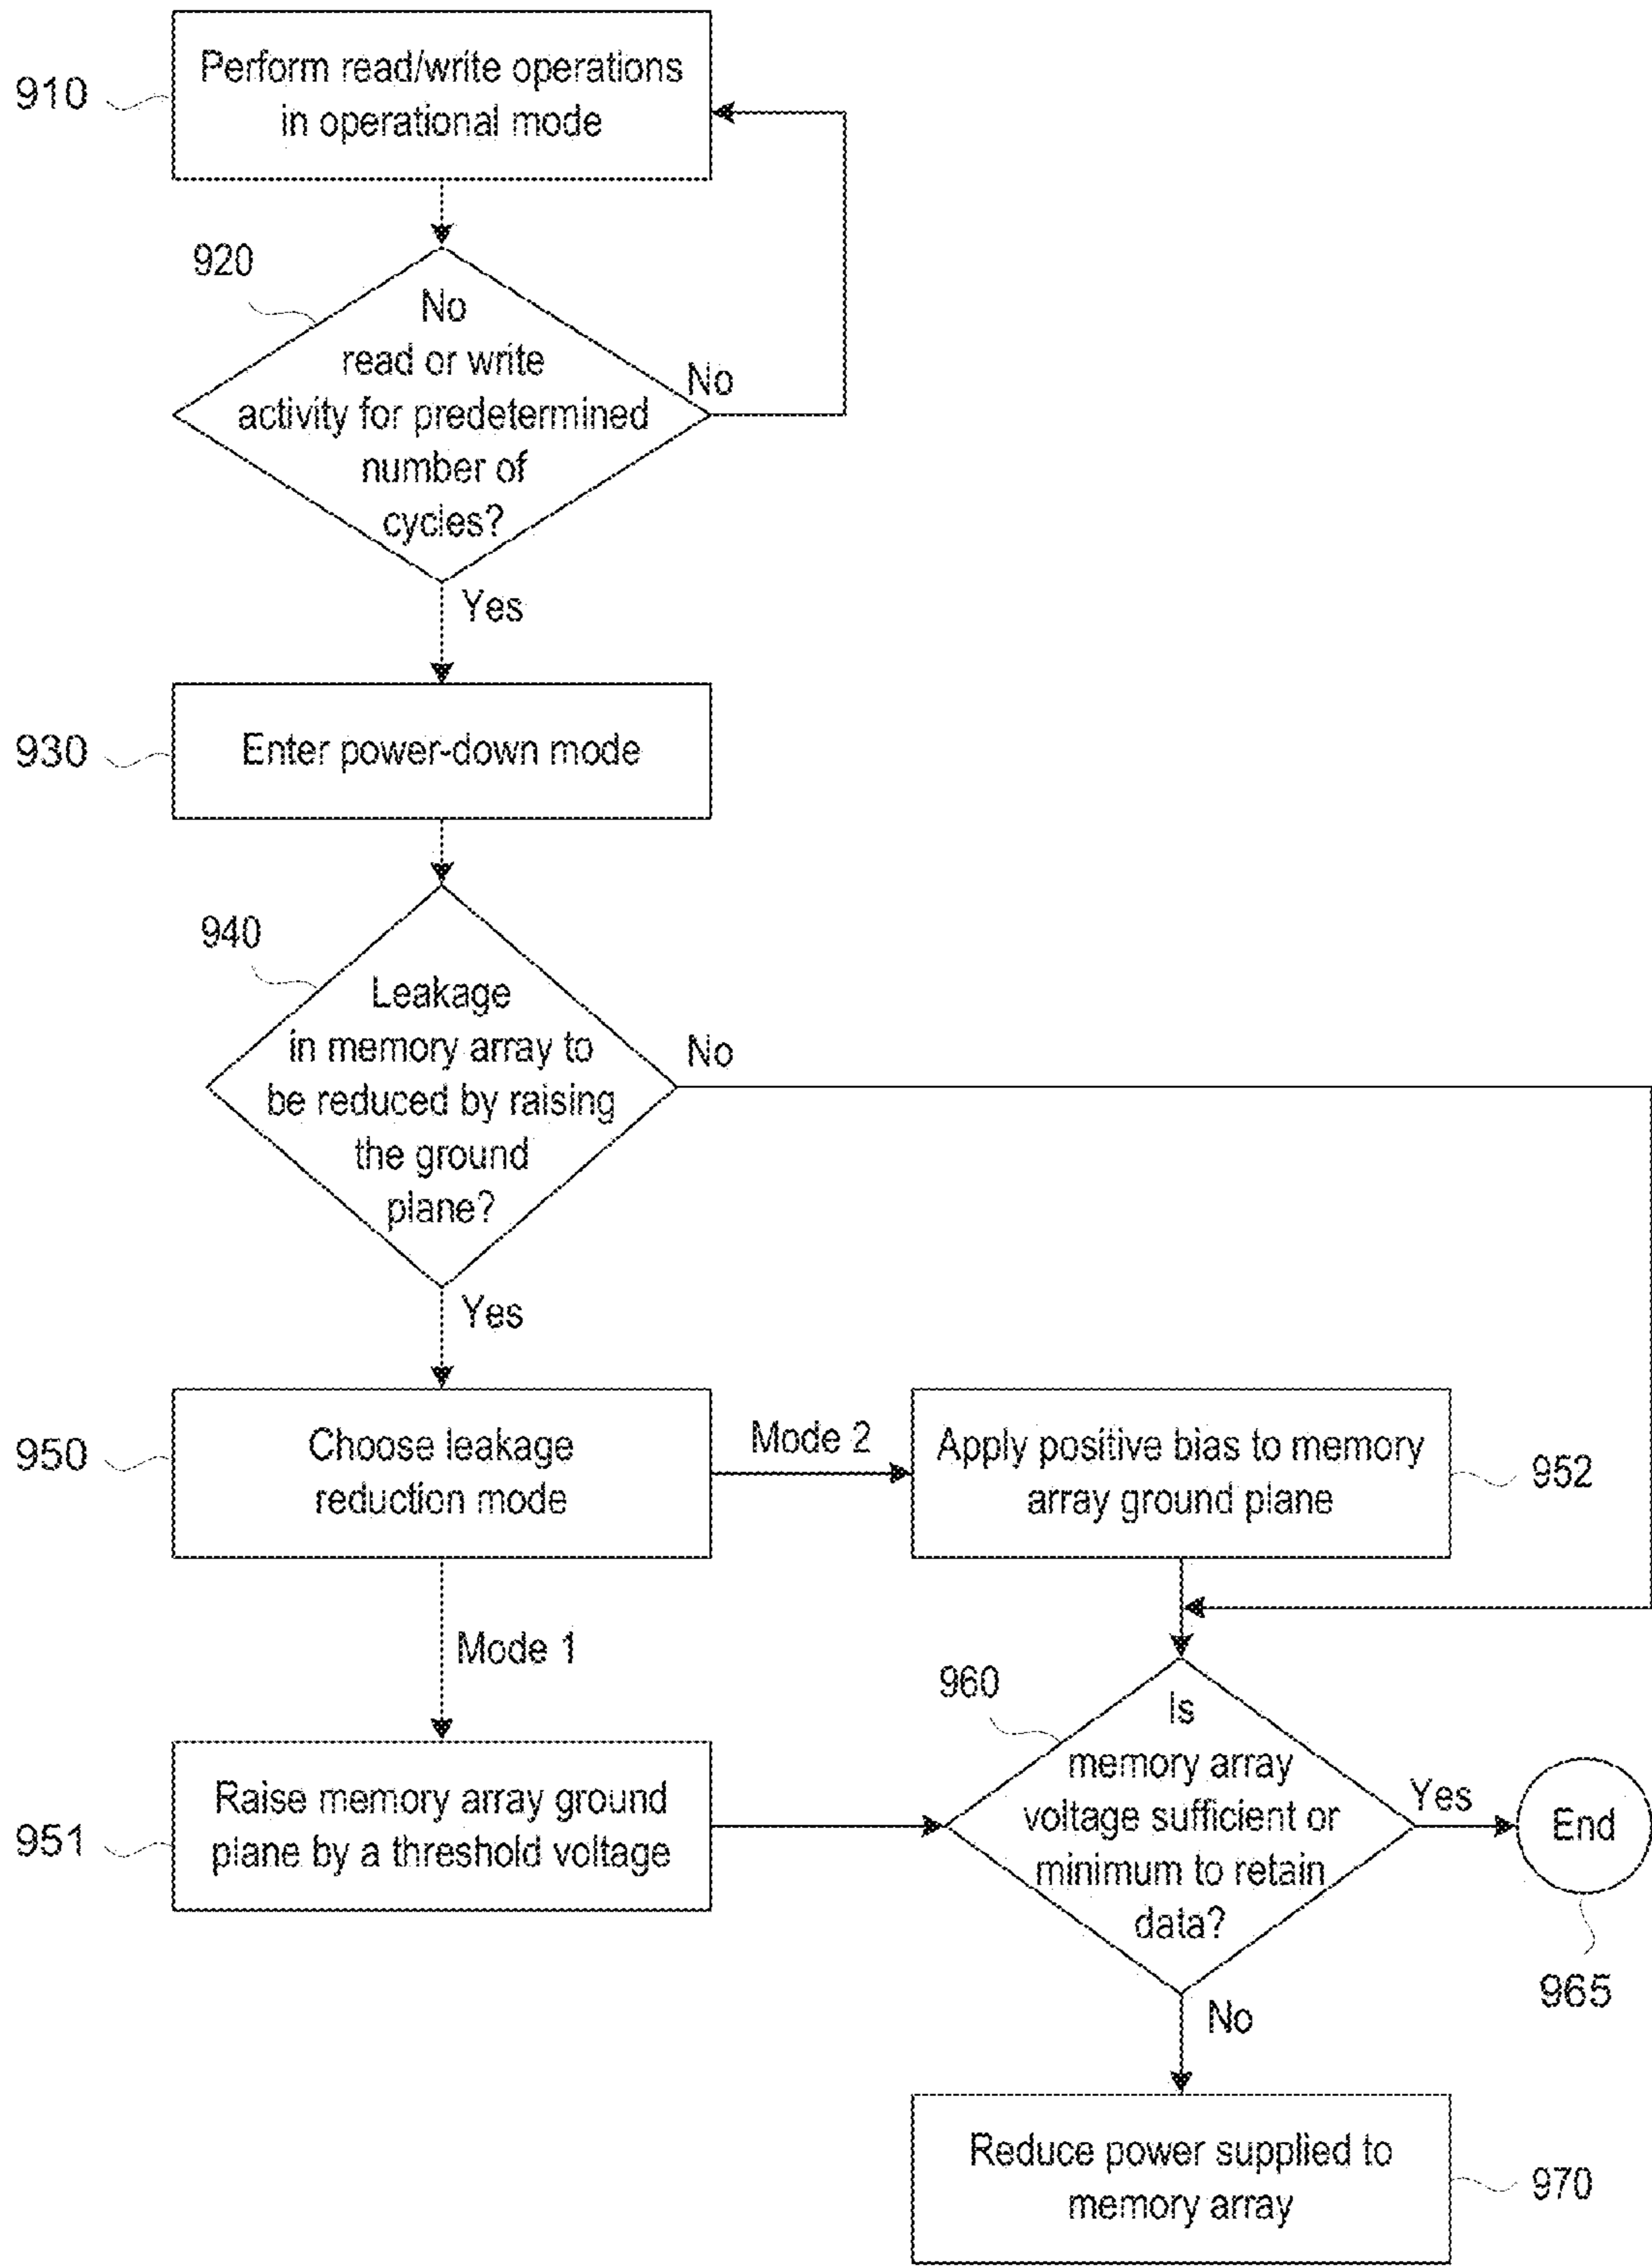 910
Perform read/write operations
in operational mode
920
No
read or write
activity for predetermined
number of
cycles?
No
Yes
930
Enter power-down mode
940
Leakage
in memory array to
be reduced by raising
the ground
plane?
No
Yes
950
Choose leakage
reduction mode
Mode 2
Apply positive bias to memory
array ground plane
952
Mode 1
951
Raise memory array ground
plane by a threshold voltage
960
Is
memory array
voltage sufficient or
minimum to retain
data?
Yes
End
965
No
Reduce power supplied to
memory array
970